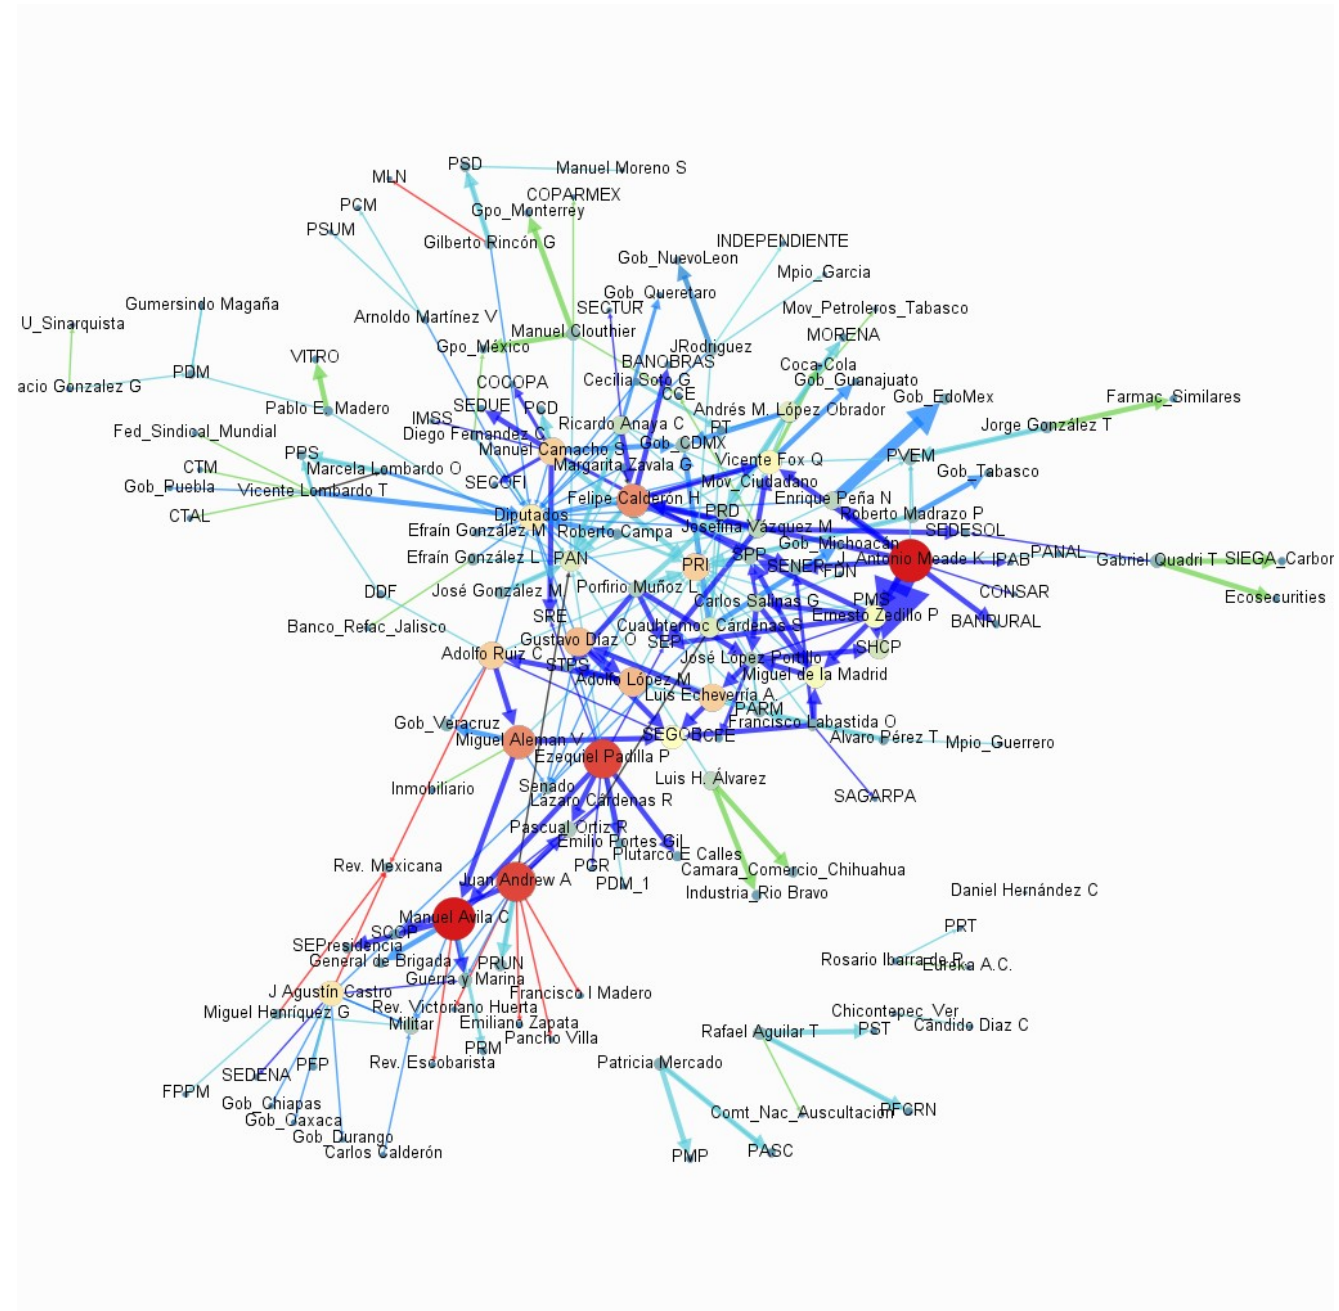 PSD
Manuel Moreno S
MLN
COPARMEX
PCM
Gpo_Monterrey
PSUM
Gilberto Rincón G
INDEPENDIENTE
Gob_NuevoLeon
Mpio_Garcia
Gob_Queretaro
Gumersindo Magaña
SECTUR
Mov_Petroleros_Tabasco
U_Sinarquista
Arnoldo Martínez V
Manuel Clouthier
MORENA
Gpo_México
JRodriguez
VITRO
BANOBRAS
Coca-Cola
PDM
Cecilia Soto G
Gob_Guanajuato
acio Gonzalez G
COCOPA
CCE
Gob_EdoMex
Farmac_Similares
Pablo E. Madero
SEDUE
PCD
Andrés M. López Obrador
IMSS
Ricardo Anaya C
PT
Jorge González T
Fed_Sindical_Mundial
Diego Fernandez C
Gob_CDMX
PPS
Manuel Camacho S
PVEM
CTM
Marcela Lombardo O
Margarita Zavala G
Vicente Fox Q
Gob_Tabasco
Gob_Puebla
Vicente Lombardo T
SECOFI
Mov_Ciudadano
Felipe Calderón H
Enrique Peña N
CTAL
Diputados
PRD
Roberto Madrazo P
Efraín González M
Roberto Campa
Josefina Vázquez M
SEDESOL
Gob_Michoacán
Efraín González L
PAN
SPP
J. Antonio Meade K
IPAB
PANAL
Gabriel Quadri T
SIEGA_Carbor
PRI
SENER
FDN
DDF
José González M
Porfirio Muñoz L
CONSAR
Carlos Salinas G
PMS
Ecosecurities
Banco_Refac_Jalisco
SRE
Ernesto Zedillo P
BANRURAL
Cuauhtemoc Cárdenas S
Gustavo Diaz O
SEP
SHCP
Adolfo Ruiz C
STPS
José López Portillo
Miguel de la Madrid
Adolfo López M
Luis Echeverría A.
PARM
Gob_Veracruz
Francisco Labastida O
Miguel Aleman V
SEGOB
CFE
Alvaro Pérez T
Mpio_Guerrero
Ezequiel Padilla P
Inmobiliario
Senado
Luis H. Álvarez
SAGARPA
Lazaro Cárdenas R
Pascual Ortiz R
Emilio Portes Gil
Plutarco E Calles
Rev. Mexicana
PGR
Camara_Comercio_Chihuahua
Juan Andrew A
PDM_1
Industria_Rio Bravo
Daniel Hernández C
Manuel Avila C
PRT
SCOP
SEPresidencia
General de Brigada
PRUN
Rosario Ibarra de P
Eureka A.C.
Guerra y Marina
J Agustín Castro
Francisco I Madero
Miguel Henríquez G
Rev. Victoriano Huerta
Chicontepec_Ver
Militar
Emiliano Zapata
Rafael Aguilar T
PST
Cándido Díaz C
Pancho Villa
PRM
Rev. Escobarista
Patricia Mercado
PFP
SEDENA
FPPM
Gob_Chiapas
Comt_Nac_Auscultación
PFCRN
Gob_Oaxaca
Gob_Durango
Carlos Calderón
PMP
PASC